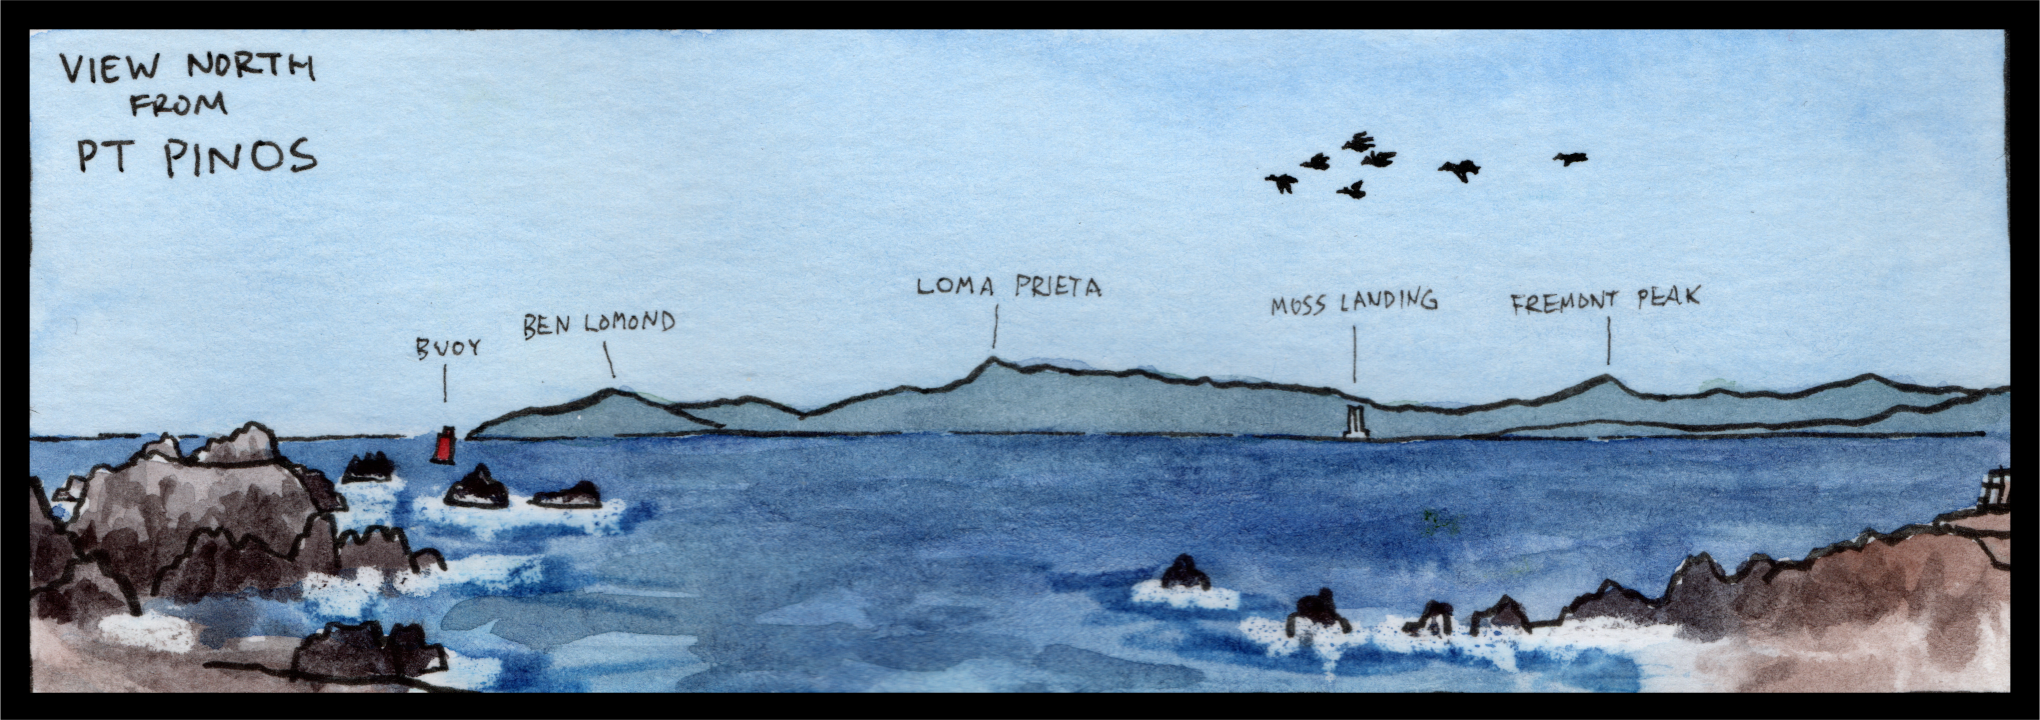 VIEW NORTH
FROM
PT PINOS
BUOY
BEN LOMOND
LOMA PRIETA
MOSS LANDING
FREMONT PEAK